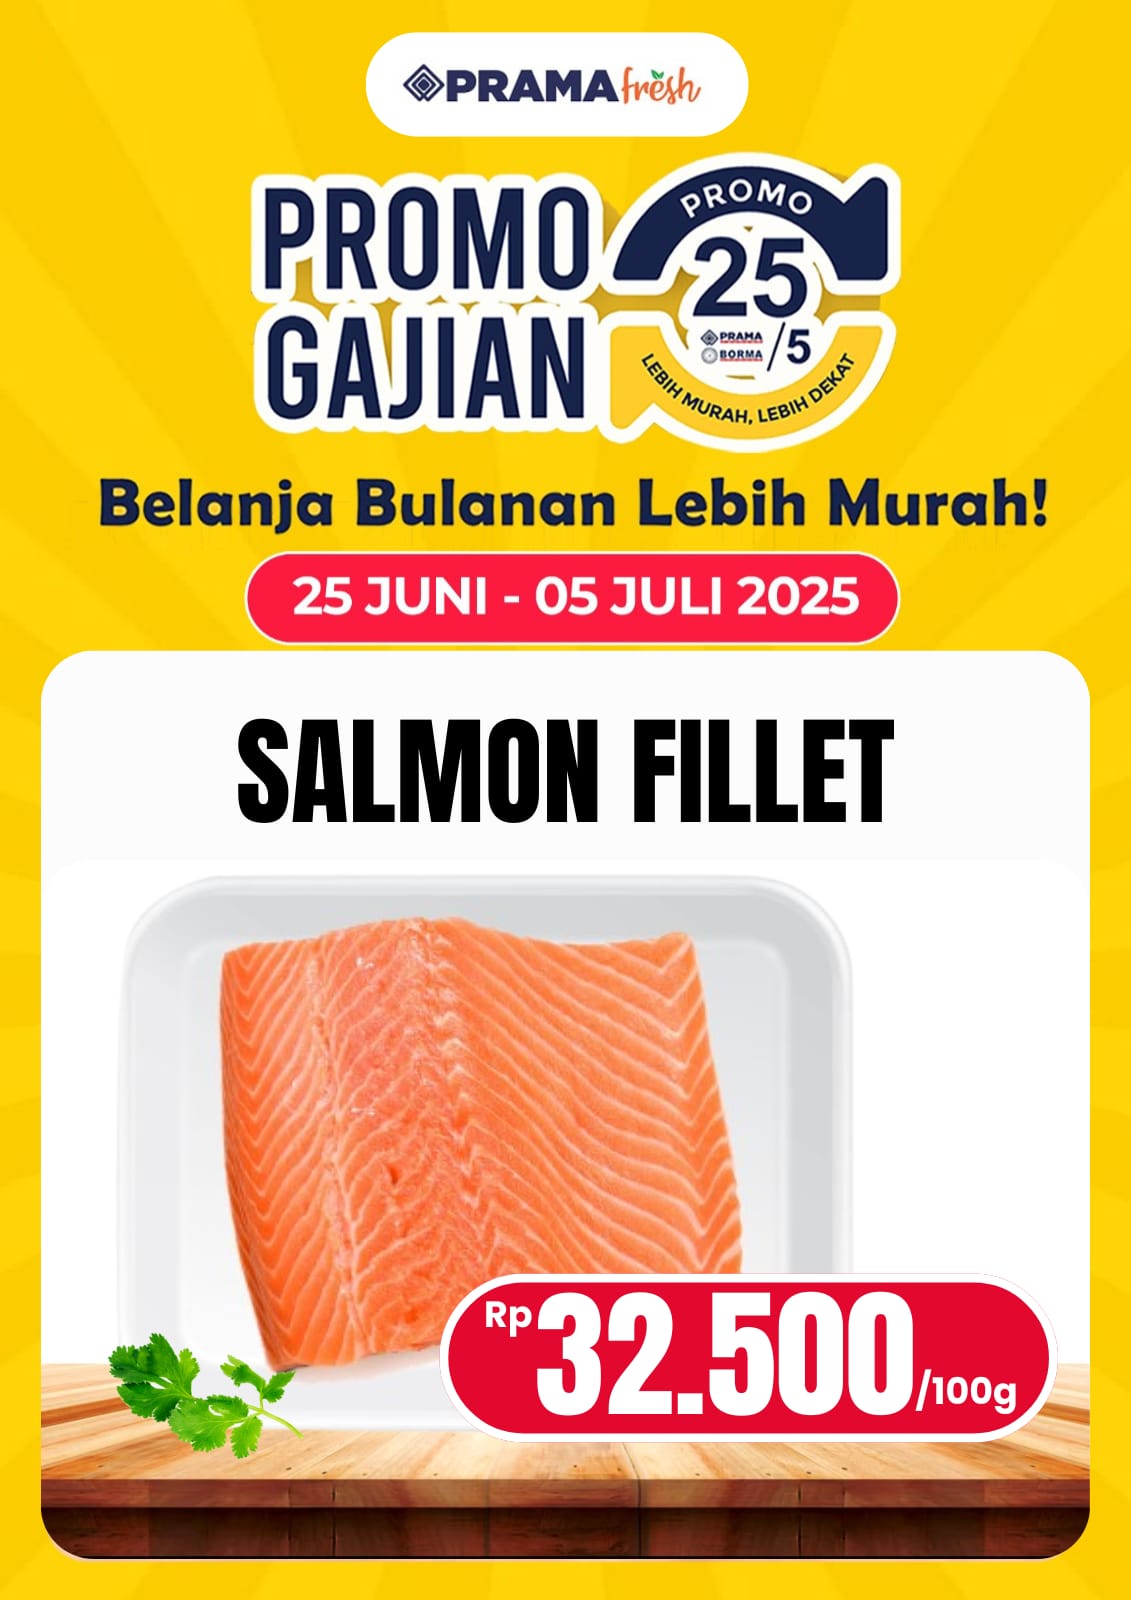 PRAMA fresh
PROMO
GAJIAN
PROMO
25
/5
PRAMA
BORMA
LEBIH MURAH, LEBIH DEKAT
Belanja Bulanan Lebih Murah!
25 JUNI - 05 JULI 2025
SALMON FILLET
Rp 32.500/100g